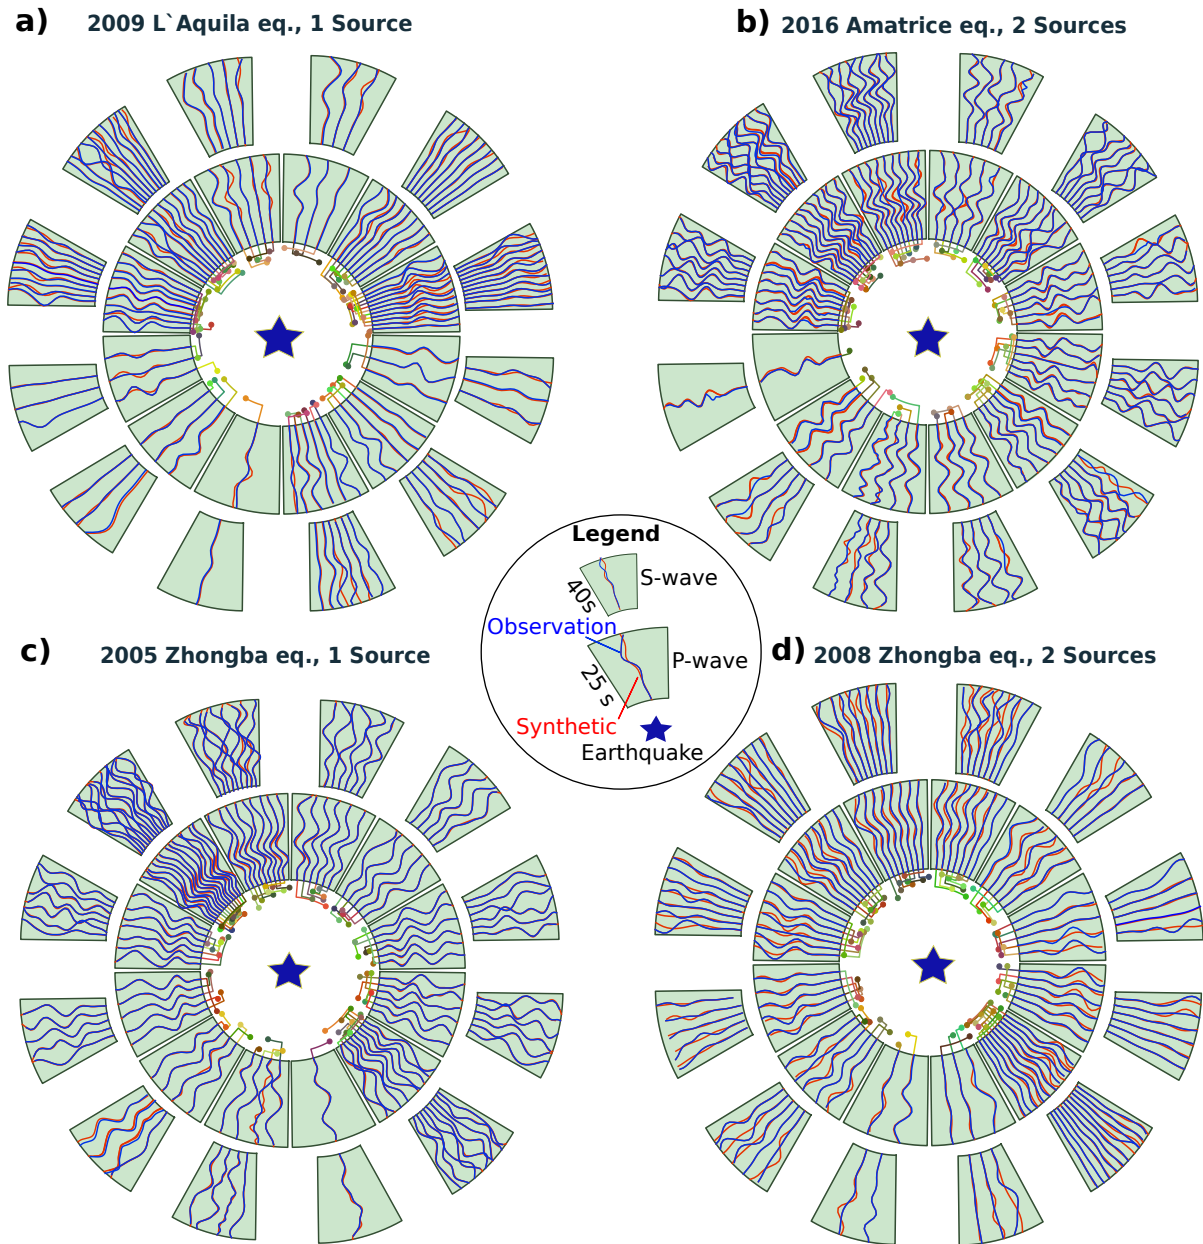 a) 2009 L`Aquila eq., 1 Source
b) 2016 Amatrice eq., 2 Sources
Legend
S-wave
40s
Observation
P-wave
25 s
Synthetic
Earthquake
c) 2005 Zhongba eq., 1 Source
d) 2008 Zhongba eq., 2 Sources